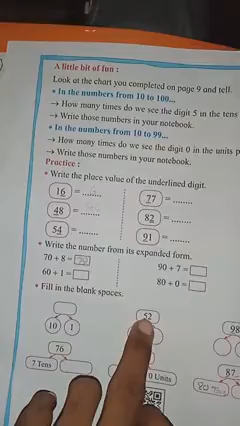 A little bit of fun :
Look at the chart you completed on page 9 and tell.
• In the numbers from 10 to 100...
→ How many times do we see the digit 5 in the tens
→ Write those numbers in your notebook.
• In the numbers from 10 to 99...
→ How many times do we see the digit 0 in the units p
→ Write those numbers in your notebook.
Practice :
• Write the place value of the underlined digit.
16 = ........ 77 = ........
48 = ........ 82 = ........
54 = ........ 91 = ........
• Write the number from its expanded form.
70 + 8 = 78 90 + 7 =
60 + 1 = 80 + 0 =
• Fill in the blank spaces.
52 98
10 1
76 87
7 Tens 0 Units